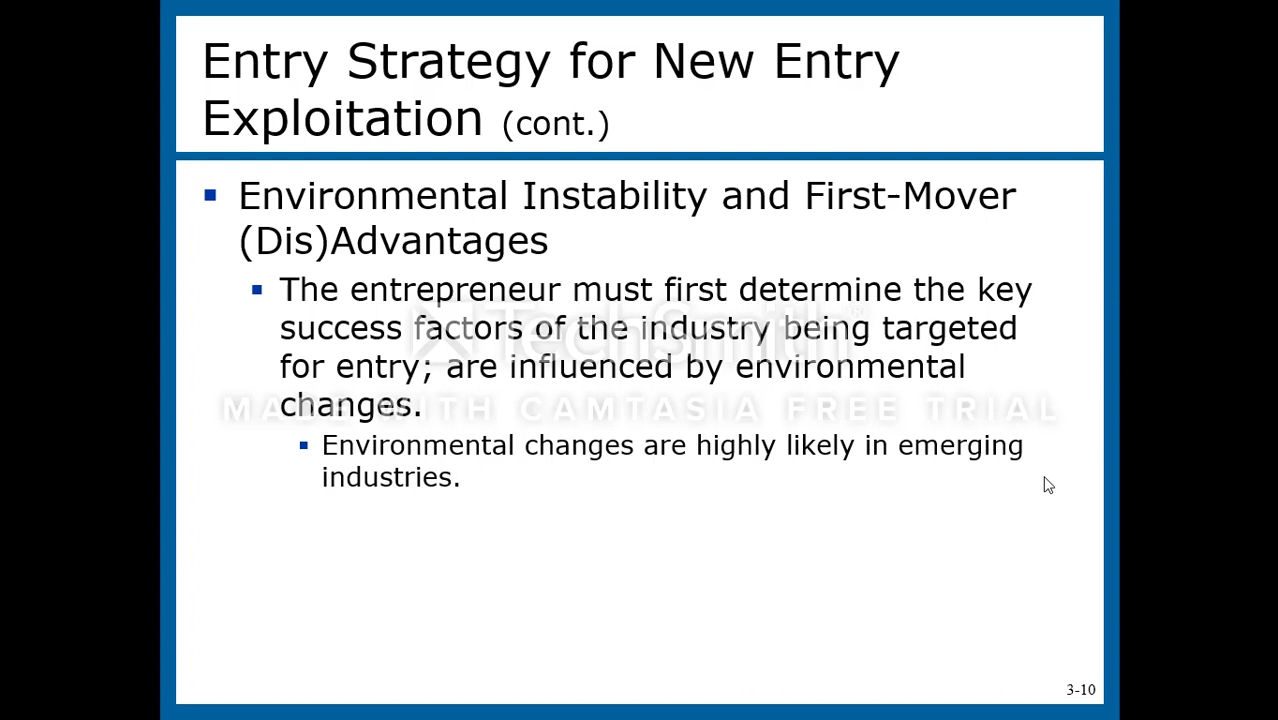 Entry Strategy for New Entry
Exploitation (cont.)
Environmental Instability and First-Mover
(Dis)Advantages
The entrepreneur must first determine the key
success factors of the industry being targeted
for entry; are influenced by environmental
changes.
TechSmith
MADE WITH CAMTASIA FREE TRIAL
Environmental changes are highly likely in emerging
industries.
3-10